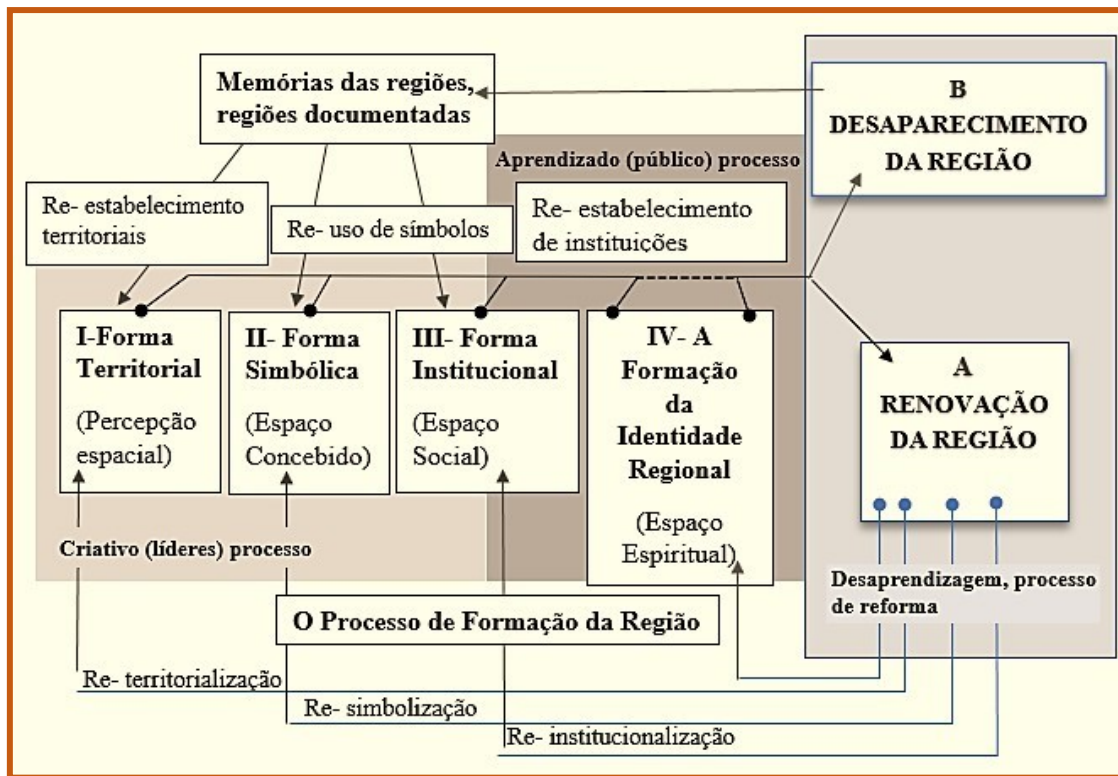 Memórias das regiões,
regiões documentadas
B
DESAPARECIMENTO
DA REGIÃO
Aprendizado (público) processo
Re- estabelecimento
territoriais
Re- uso de símbolos
Re- estabelecimento
de instituições
I-Forma
Territorial
(Percepção
espacial)
II- Forma
Simbólica
(Espaço
Concebido)
III- Forma
Institucional
(Espaço
Social)
IV- A
Formação
da
Identidade
Regional
(Espaço
Espiritual)
A
RENOVAÇÃO
DA REGIÃO
Criativo (líderes) processo
Desaprendizagem, processo
de reforma
O Processo de Formação da Região
Re- territorialização
Re- simbolização
Re- institucionalização